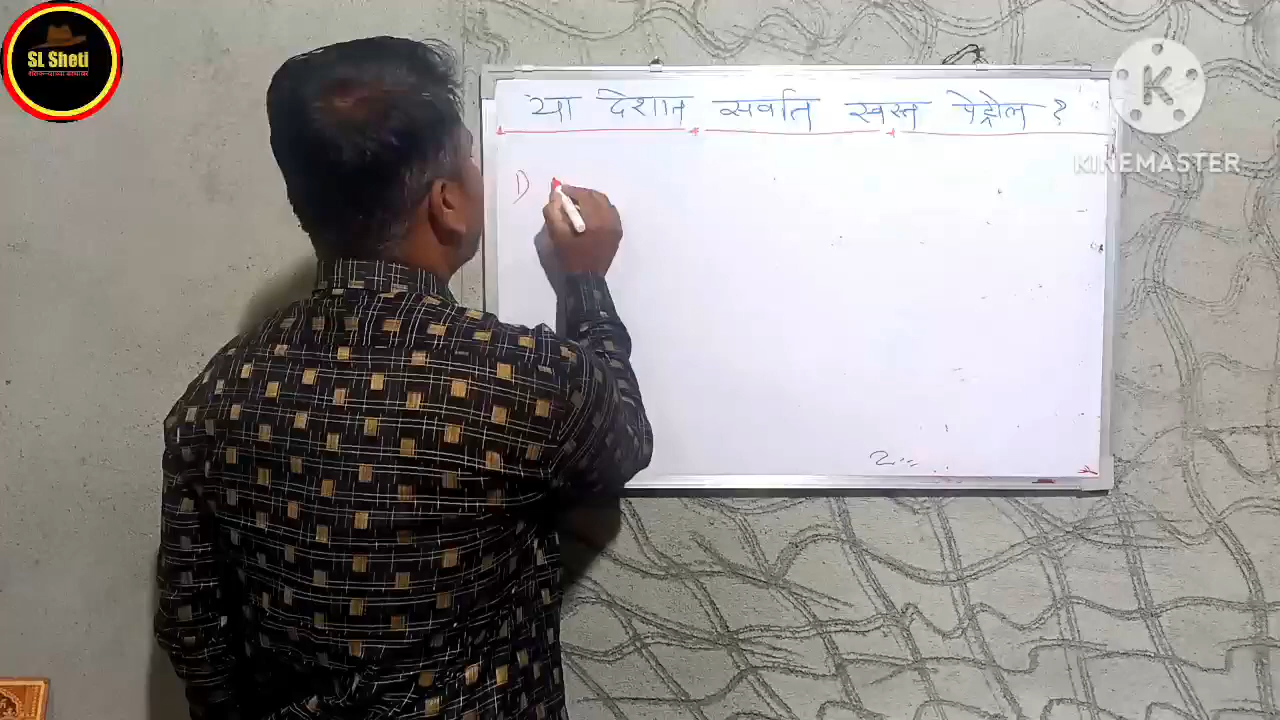 SL Sheti
या देशात सर्वात स्वस्त पेट्रोल ?
KINEMASTER
1)